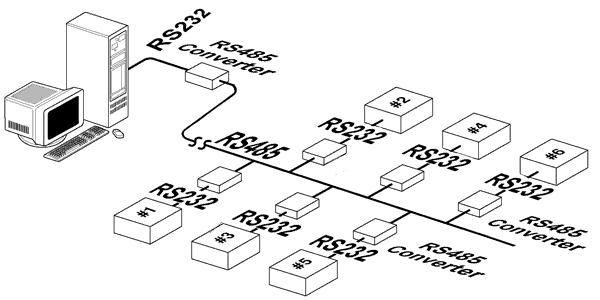 RS232
RS485
Converter
RS485
RS232
#2
RS232
#4
RS232
#6
RS232
#1
RS232
#3
RS232
#5
RS485
Converter
RS485
Converter